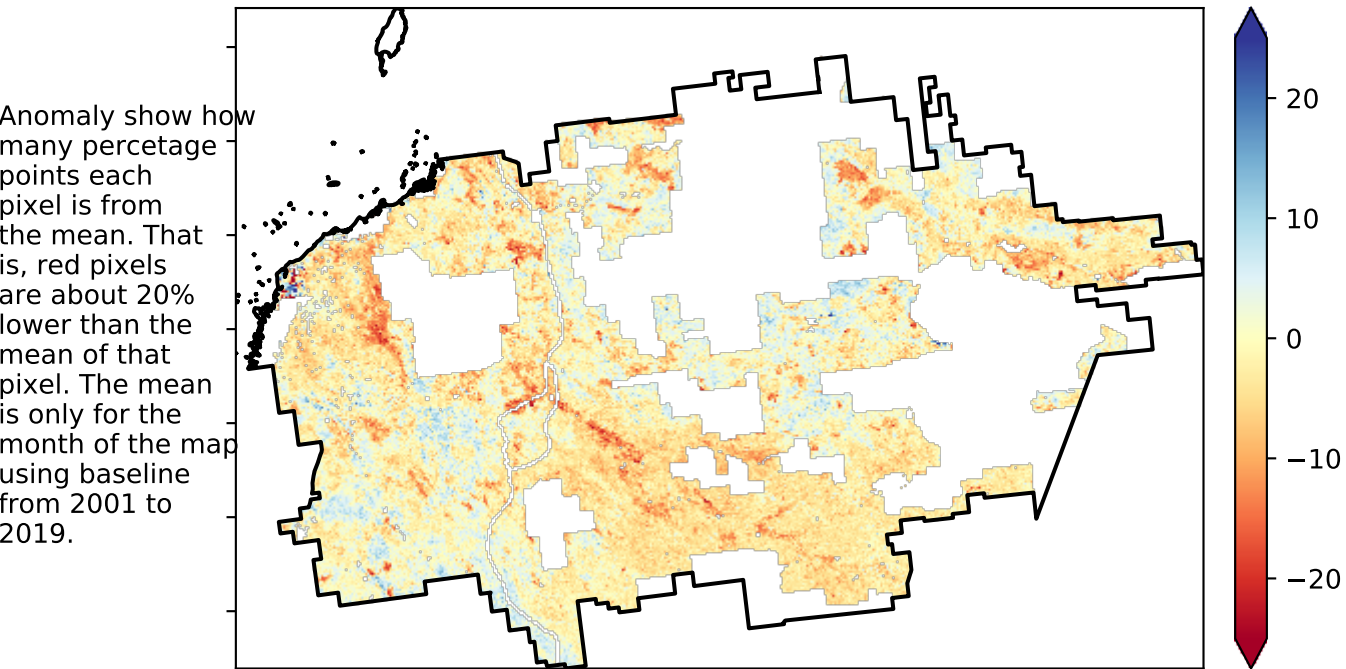 Anomaly show how
many percetage
points each
pixel is from
the mean. That
is, red pixels
are about 20%
lower than the
mean of that
pixel. The mean
is only for the
month of the map
using baseline
from 2001 to
2019.
20
10
0
−10
−20